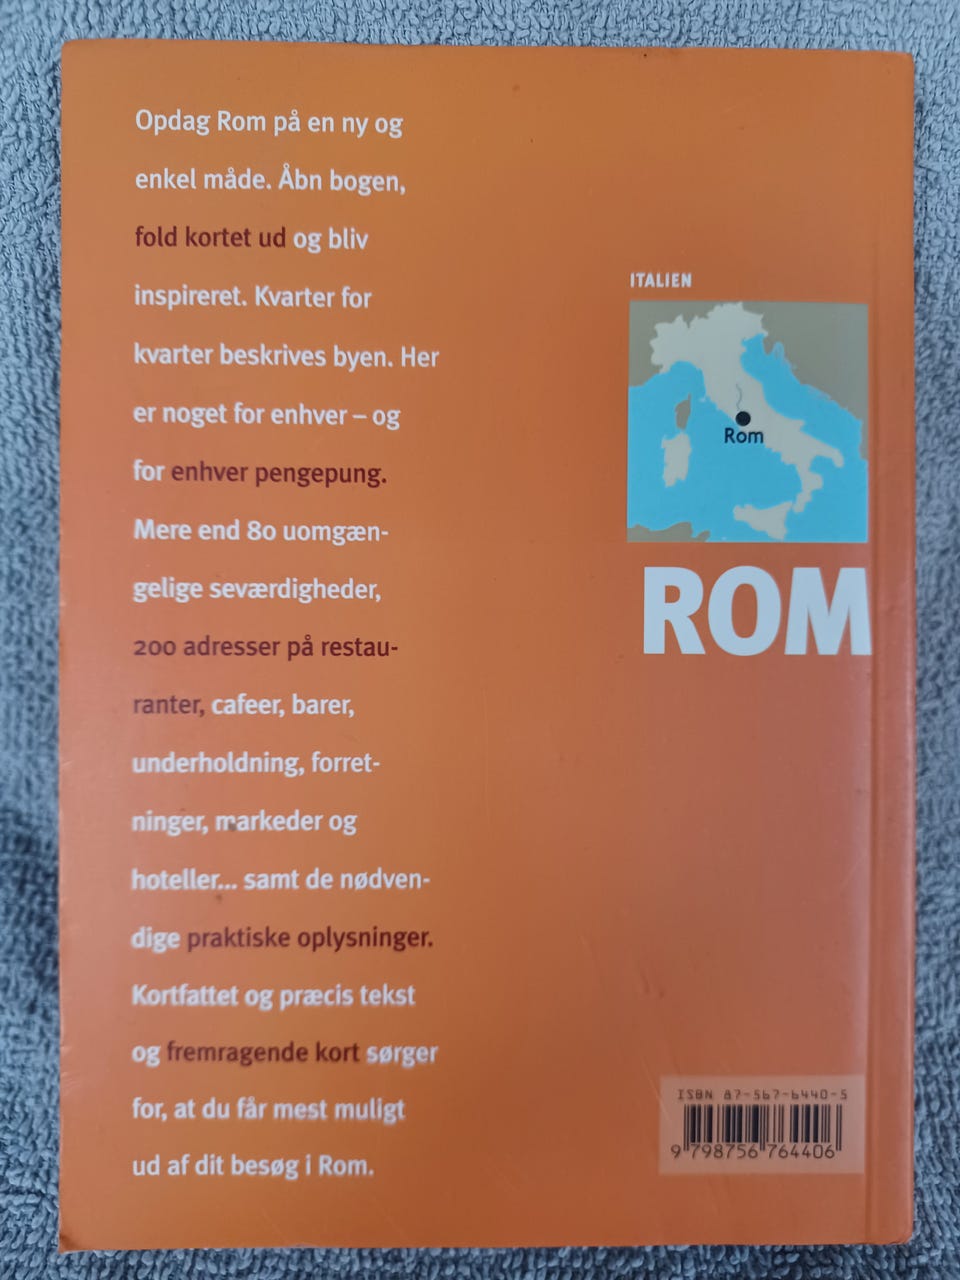 Opdag Rom på en ny og
enkel måde. Åbn bogen,
fold kortet ud og bliv
inspireret. Kvarter for
kvarter beskrives byen. Her
er noget for enhver – og
for enhver pengepung.
Mere end 80 uomgæn-
gelige seværdigheder,
200 adresser på restau-
ranter, cafeer, barer,
underholdning, forret-
ninger, markeder og
hoteller... samt de nødven-
dige praktiske oplysninger.
Kortfattet og præcis tekst
og fremragende kort sørger
for, at du får mest muligt
ud af dit besøg i Rom.
ITALIEN
Rom
ROM
ISBN 87-567-6440-5
9 798756 764406